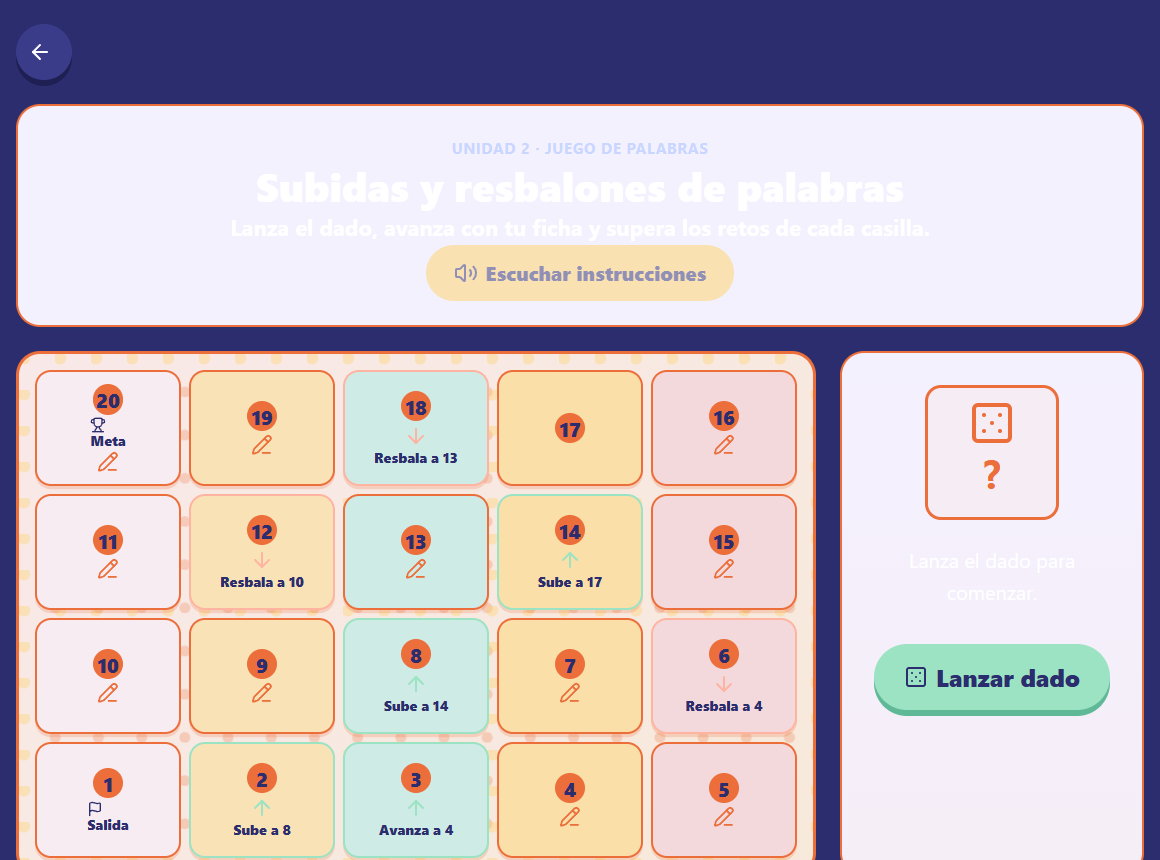 UNIDAD 2 · JUEGO DE PALABRAS
Subidas y resbalones de palabras
Lanza el dado, avanza con tu ficha y supera los retos de cada casilla.
Escuchar instrucciones
20
Meta
19
18
Resbala a 13
17
16
11
12
Resbala a 10
13
14
Sube a 17
15
10
9
8
Sube a 14
7
6
Resbala a 4
1
Salida
2
Sube a 8
3
Avanza a 4
4
5
?
Lanza el dado para
comenzar.
Lanzar dado